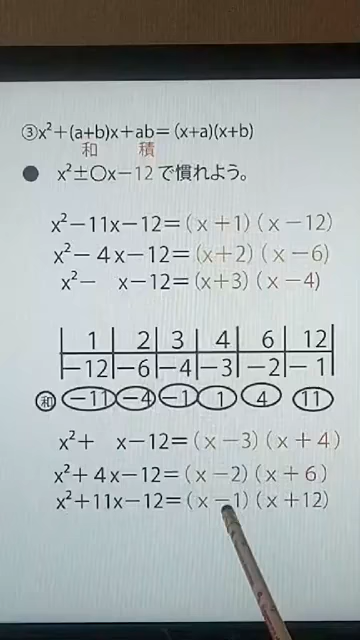 ③x²+(a+b)x+ab=(x+a)(x+b)
和 積
● x²±〇x−12で慣れよう。
x²−11x−12=(x+1)(x−12)
x²−4x−12=(x+2)(x−6)
x²− x−12=(x+3)(x−4)
1 2 3 4 6 12
−12 −6 −4 −3 −2 −1
和 −11 −4 −1 1 4 11
x²+ x−12=(x−3)(x+4)
x²+4x−12=(x−2)(x+6)
x²+11x−12=(x−1)(x+12)